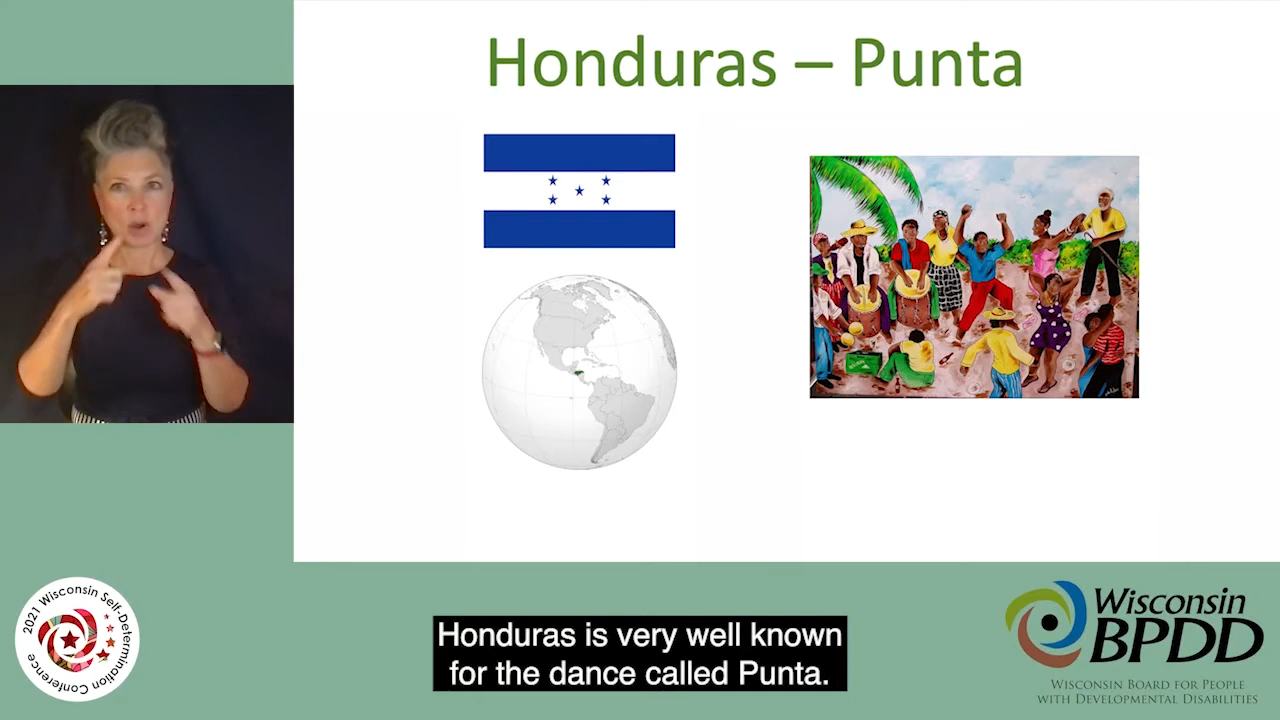 Honduras – Punta
2021 Wisconsin Self-Determination Conference
Honduras is very well known
for the dance called Punta.
Wisconsin
BPDD
Wisconsin Board for People
with Developmental Disabilities